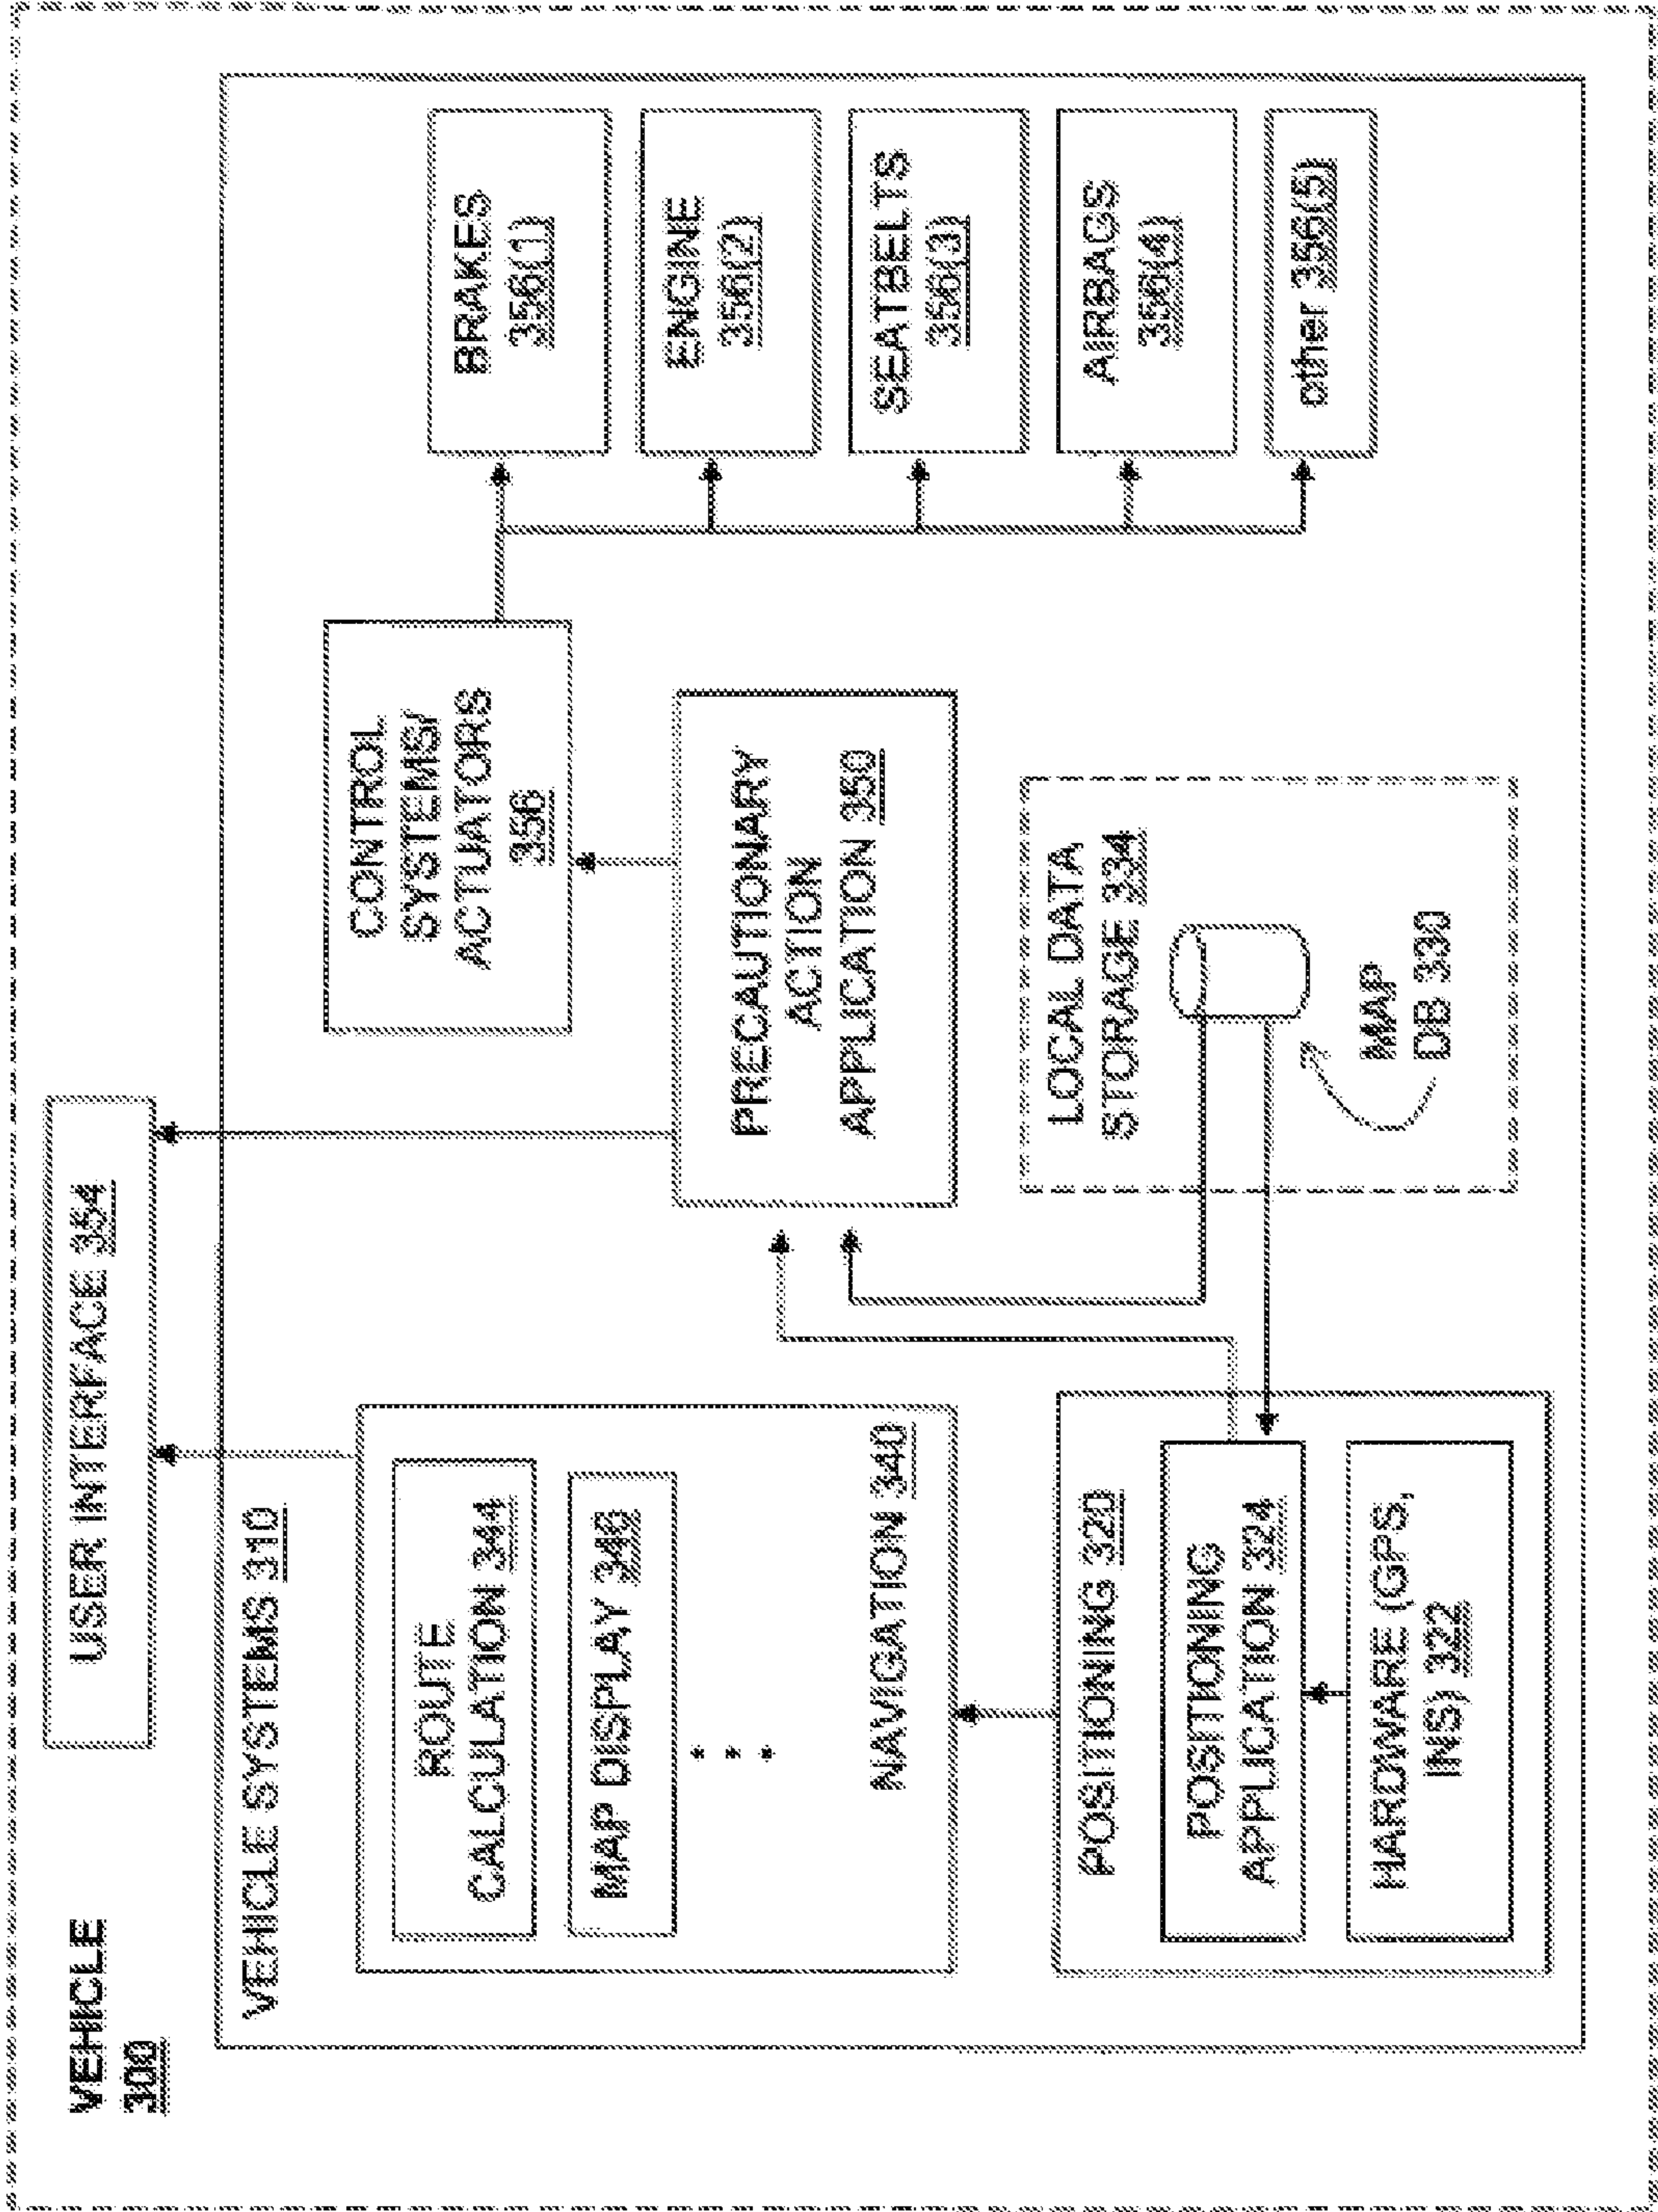 VEHICLE
300
USER INTERFACE 354
VEHICLE SYSTEMS 310
ROUTE
CALCULATION 344
MAP DISPLAY 346
NAVIGATION 340
POSITIONING 320
POSITIONING
APPLICATION 324
HARDWARE (GPS,
INS) 322
CONTROL
SYSTEMS/
ACTUATORS
356
PRECAUTIONARY
ACTION
APPLICATION 350
LOCAL DATA
STORAGE 334
MAP
DB 330
BRAKES
356(1)
ENGINE
356(2)
SEATBELTS
356(3)
AIRBAGS
356(4)
other 356(5)